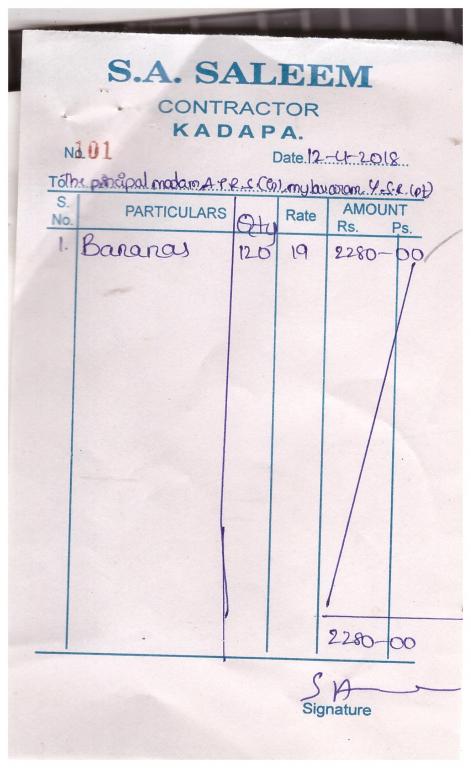 S.A. SALEEM
CONTRACTOR
KADAPA.
No. 101 Date. 12-4-2018
To The principal madam A.P.R.S. (G), mylavaram. Y.S.R. (Dt)
S. No. PARTICULARS Qty Rate AMOUNT Rs. Ps.
1. Bananas 120 19 2280-00
2280-00
SA
Signature